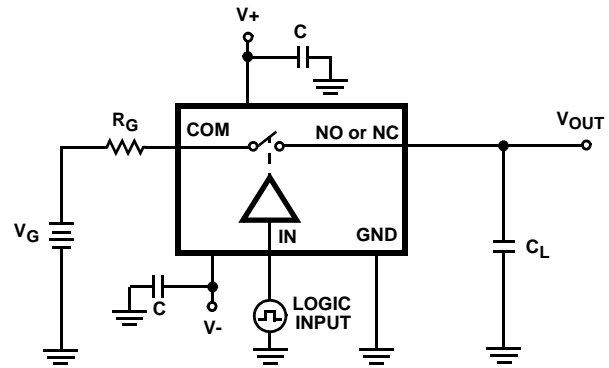 V+
C
RG
COM
NO or NC
VOUT
VG
IN
GND
CL
C
V-
LOGIC
INPUT